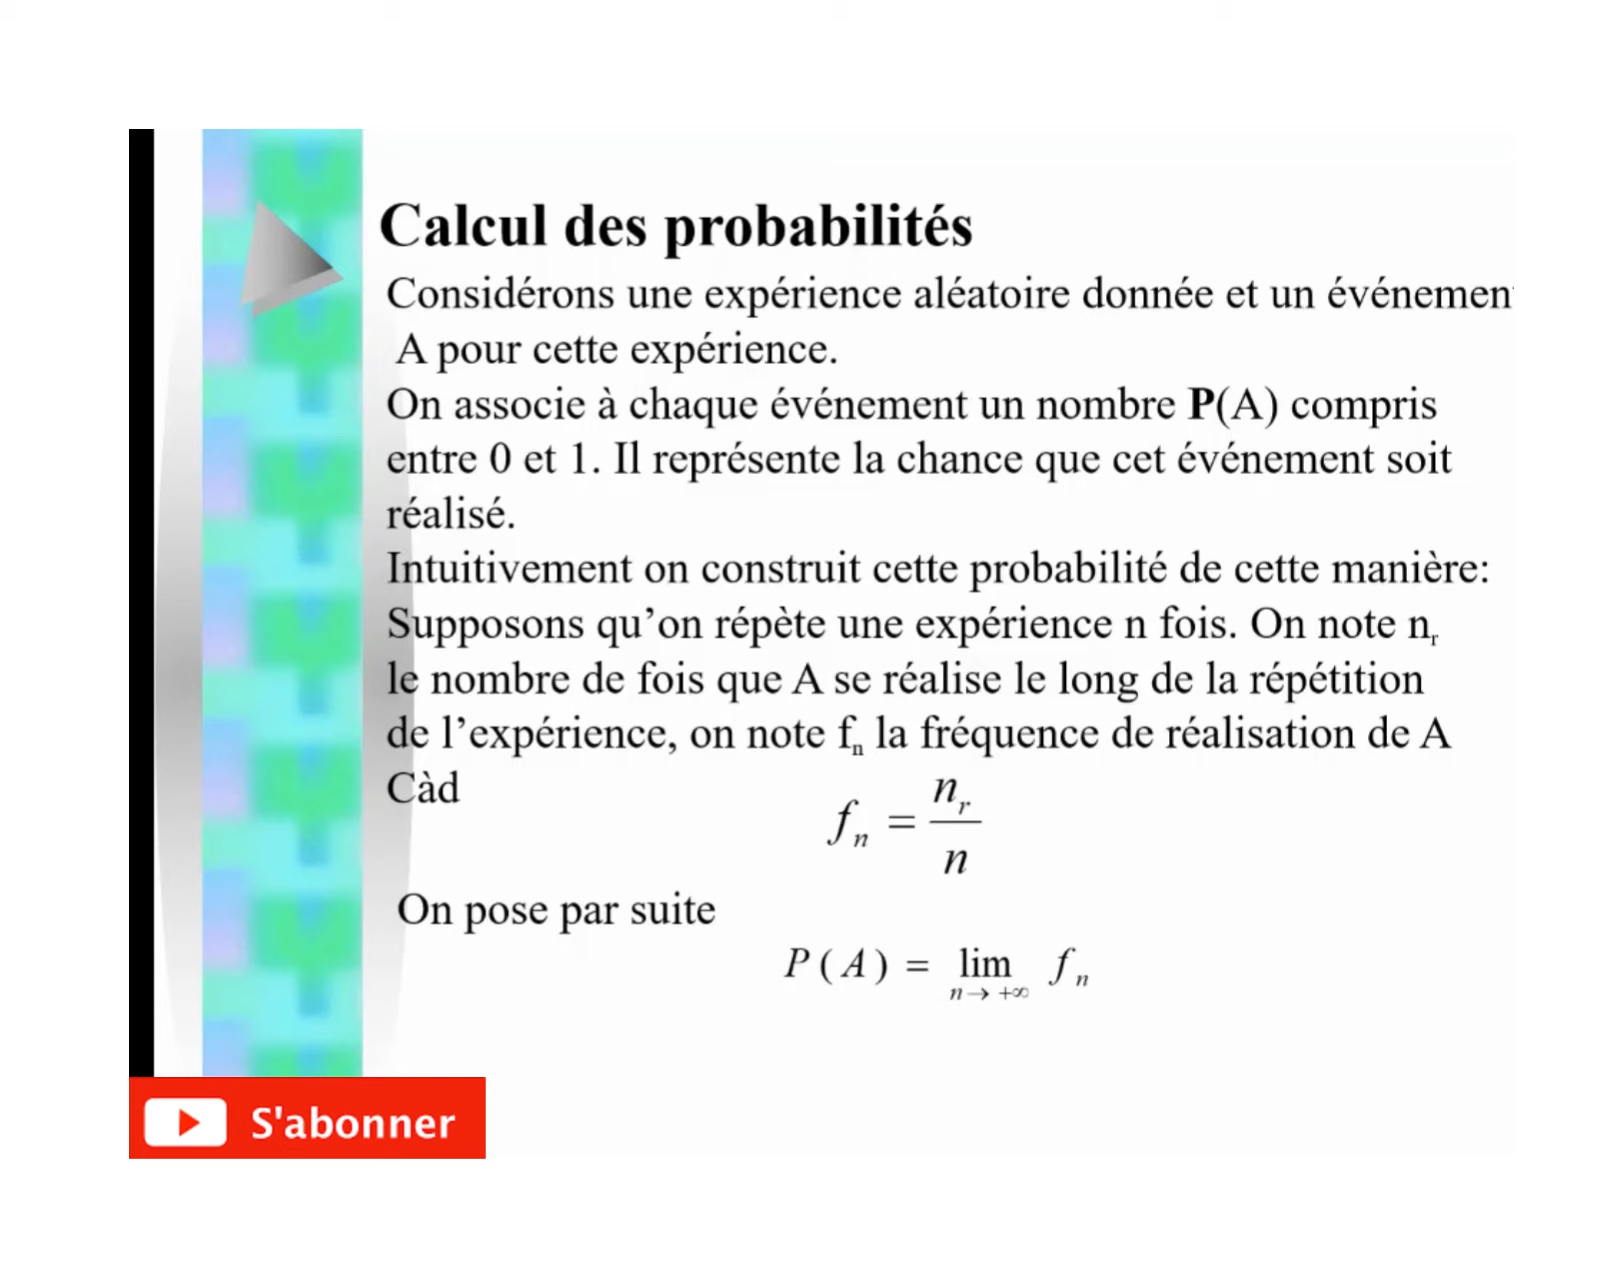 Calcul des probabilités
Considérons une expérience aléatoire donnée et un événemen
A pour cette expérience.
On associe à chaque événement un nombre P(A) compris
entre 0 et 1. Il représente la chance que cet événement soit
réalisé.
Intuitivement on construit cette probabilité de cette manière:
Supposons qu’on répète une expérience n fois. On note nᵣ
le nombre de fois que A se réalise le long de la répétition
de l’expérience, on note fₙ la fréquence de réalisation de A
Càd
fₙ = nᵣ / n
On pose par suite
P(A) = lim fₙ
n→ +∞
S'abonner